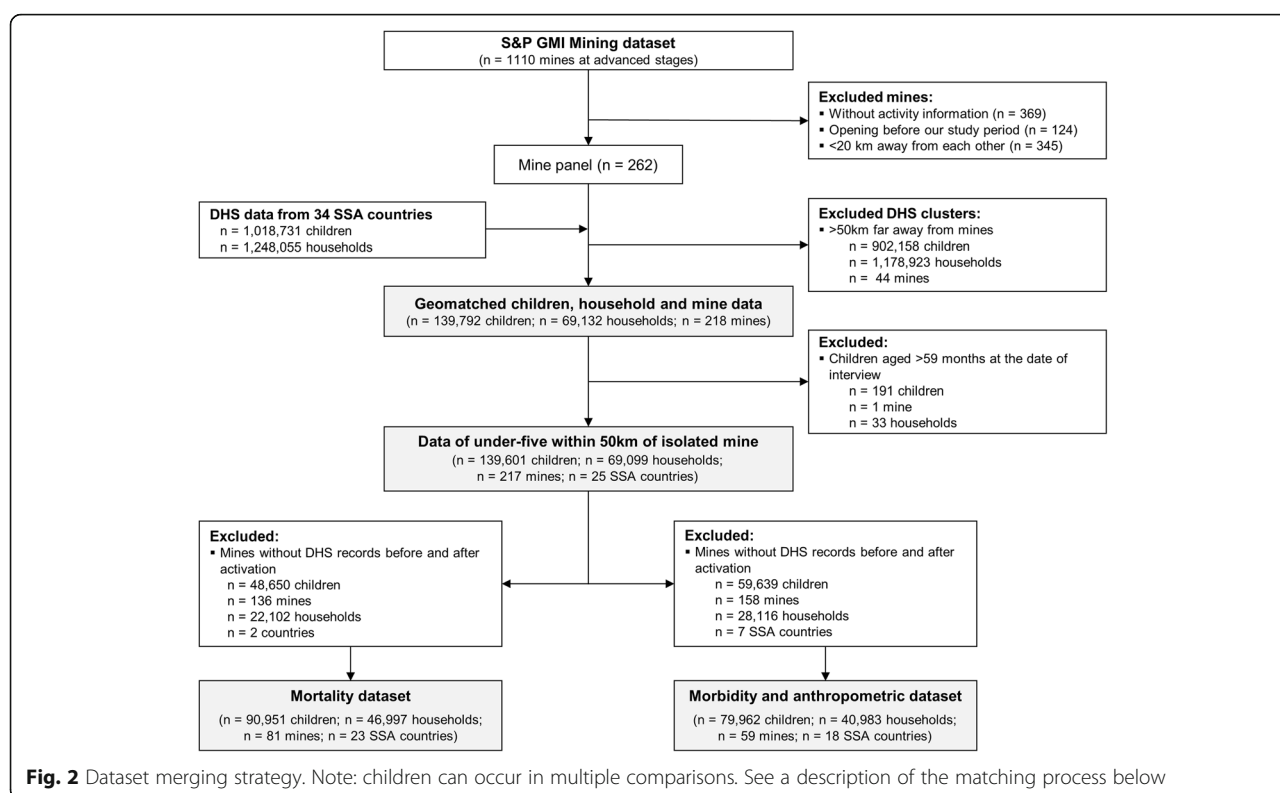 S&P GMI Mining dataset
(n = 1110 mines at advanced stages)
Excluded mines:
▪ Without activity information (n = 369)
▪ Opening before our study period (n = 124)
▪ <20 km away from each other (n = 345)
Mine panel (n = 262)
DHS data from 34 SSA countries
n = 1,018,731 children
n = 1,248,055 households
Excluded DHS clusters:
▪ >50km far away from mines
n = 902,158 children
n = 1,178,923 households
n = 44 mines
Geomatched children, household and mine data
(n = 139,792 children; n = 69,132 households; n = 218 mines)
Excluded:
▪ Children aged >59 months at the date of
interview
n = 191 children
n = 1 mine
n = 33 households
Data of under-five within 50km of isolated mine
(n = 139,601 children; n = 69,099 households;
n = 217 mines; n = 25 SSA countries)
Excluded:
▪ Mines without DHS records before and after
activation
n = 48,650 children
n = 136 mines
n = 22,102 households
n = 2 countries
Excluded:
▪ Mines without DHS records before and after
activation
n = 59,639 children
n = 158 mines
n = 28,116 households
n = 7 SSA countries
Mortality dataset
(n = 90,951 children; n = 46,997 households;
n = 81 mines; n = 23 SSA countries)
Morbidity and anthropometric dataset
(n = 79,962 children; n = 40,983 households;
n = 59 mines; n = 18 SSA countries)
Fig. 2 Dataset merging strategy. Note: children can occur in multiple comparisons. See a description of the matching process below